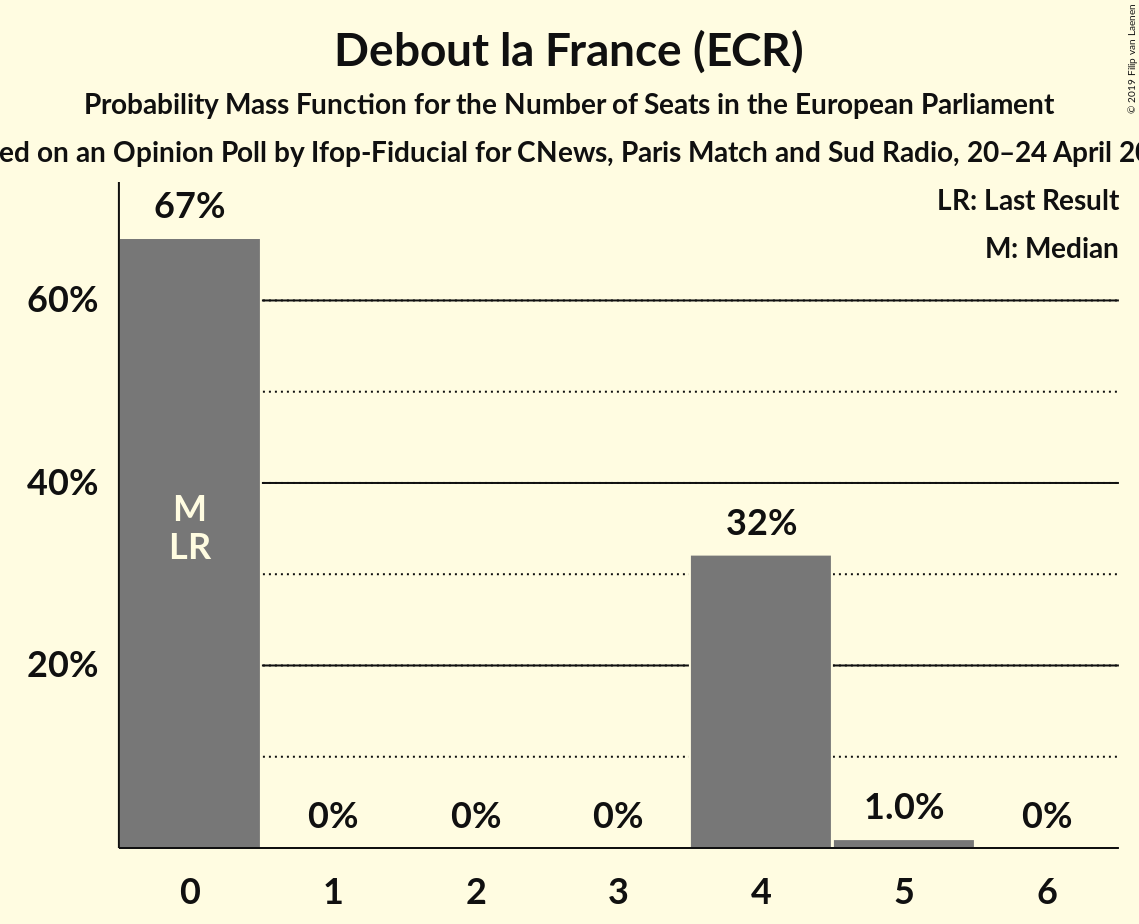 Debout la France (ECR)
Probability Mass Function for the Number of Seats in the European Parliament
on an Opinion Poll by Ifop-Fiducial for CNews, Paris Match and Sud Radio, 20–24 April
© 2019 Filip van Laenen
LR: Last Result
M: Median
67%
60%
40%
20%
M
LR
0%
0%
0%
32%
1.0%
0%
0
1
2
3
4
5
6